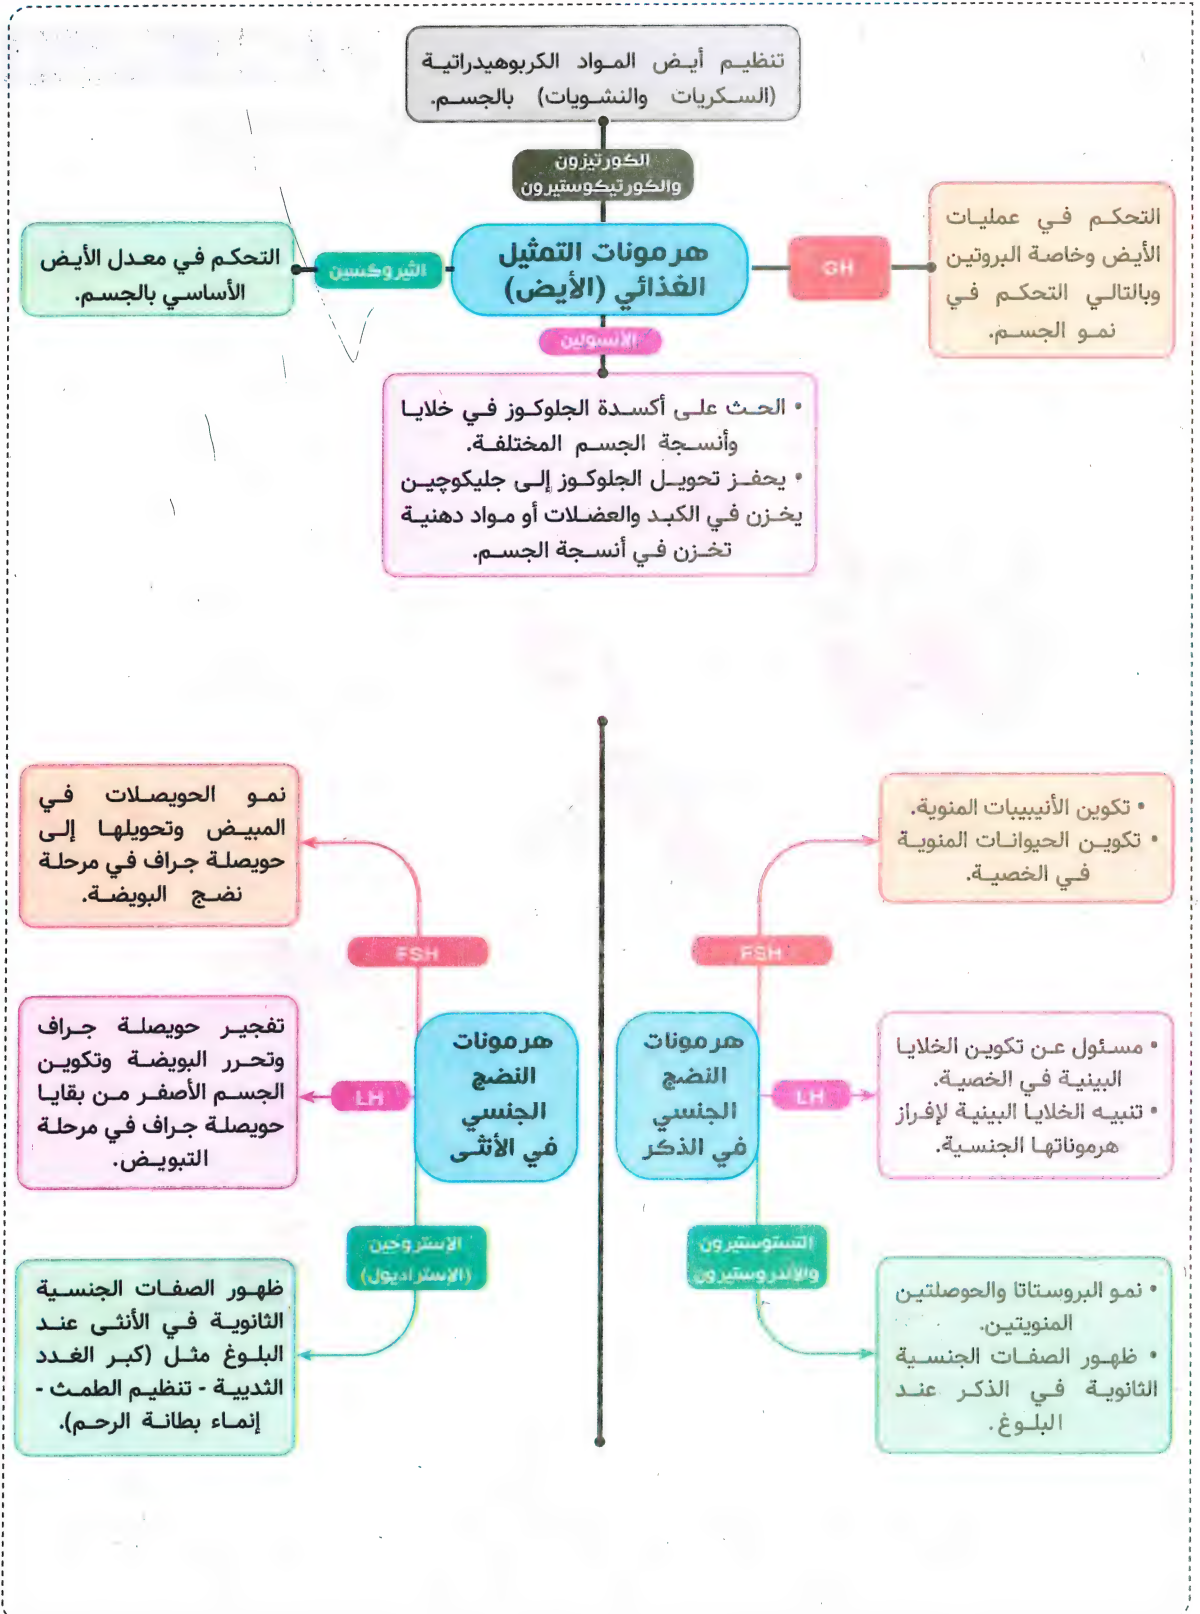 تنظيم أيض المواد الكربوهيدراتية
(السكريات والنشويات) بالجسم.
الكورتيزون
والكورتيكوستيرون
هرمونات التمثيل
الغذائي (الأيض)
GH
التحكم في عمليات
الأيض وخاصة البروتين
وبالتالي التحكم في
نمو الجسم.
الثيروكسين
التحكم في معدل الأيض
الأساسي بالجسم.
الأنسولين
• الحث على أكسدة الجلوكوز في خلايا
وأنسجة الجسم المختلفة.
• يحفز تحويل الجلوكوز إلى جليكوچين
يخزن في الكبد والعضلات أو مواد دهنية
تخزن في أنسجة الجسم.
هرمونات
النضج
الجنسي
في الذكر
FSH
• تكوين الأنيبيبات المنوية.
• تكوين الحيوانات المنوية
في الخصية.
LH
• مسئول عن تكوين الخلايا
البينية في الخصية.
• تنبيه الخلايا البينية لإفراز
هرموناتها الجنسية.
التستوستيرون
والأندروستيرون
• نمو البروستاتا والحوصلتين
المنويتين.
• ظهور الصفات الجنسية
الثانوية في الذكر عند
البلوغ.
هرمونات
النضج
الجنسي
في الأنثى
FSH
نمو الحويصلات في
المبيض وتحويلها إلى
حويصلة جراف في مرحلة
نضج البويضة.
LH
تفجير حويصلة جراف
وتحرر البويضة وتكوين
الجسم الأصفر من بقايا
حويصلة جراف في مرحلة
التبويض.
الإستروجين
(الإستراديول)
ظهور الصفات الجنسية
الثانوية في الأنثى عند
البلوغ مثل (كبر الغدد
الثديية - تنظيم الطمث -
إنماء بطانة الرحم).